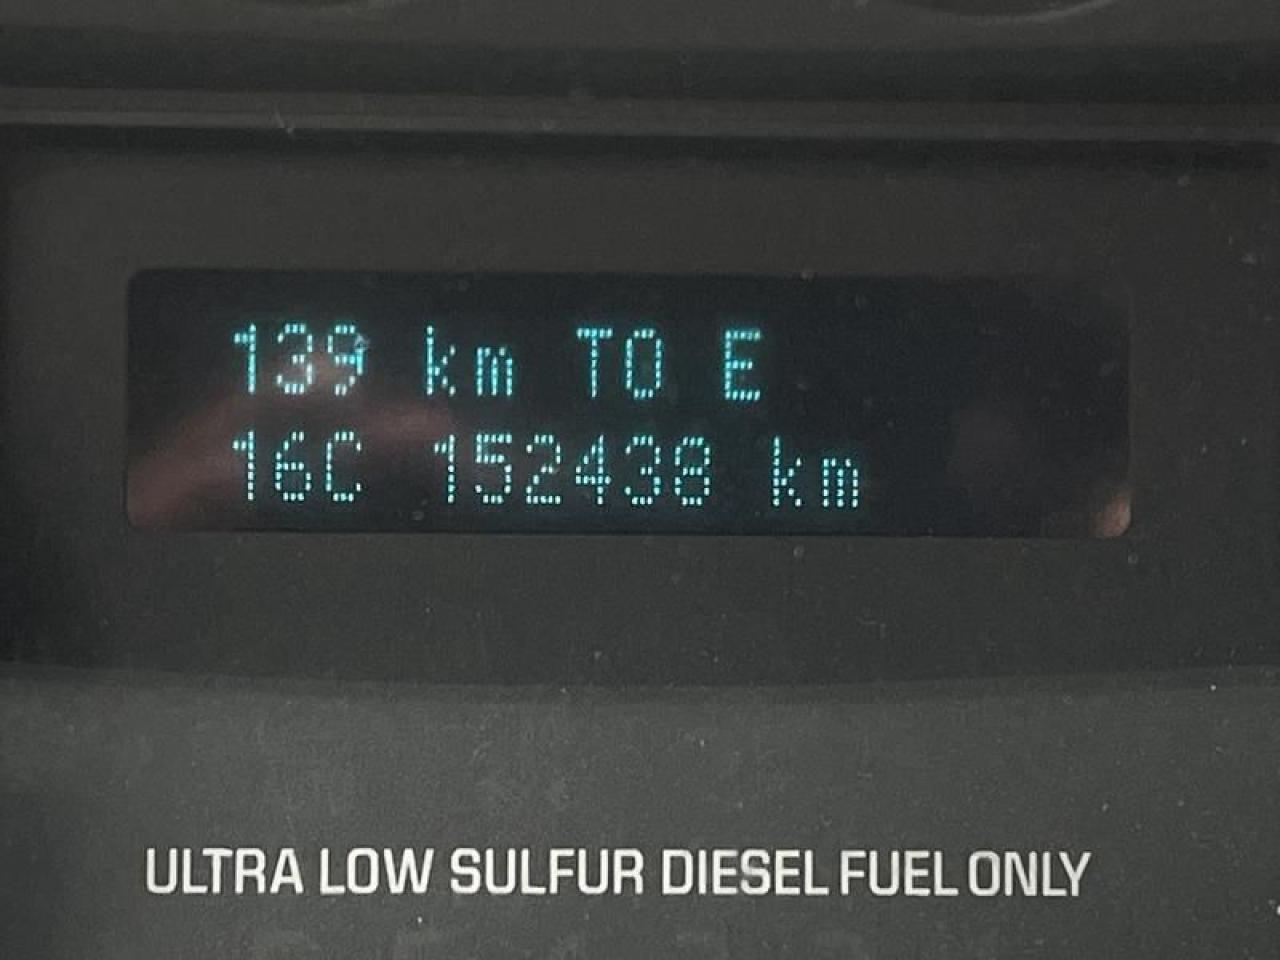 139 km TO E
16C 152438 km
ULTRA LOW SULFUR DIESEL FUEL ONLY